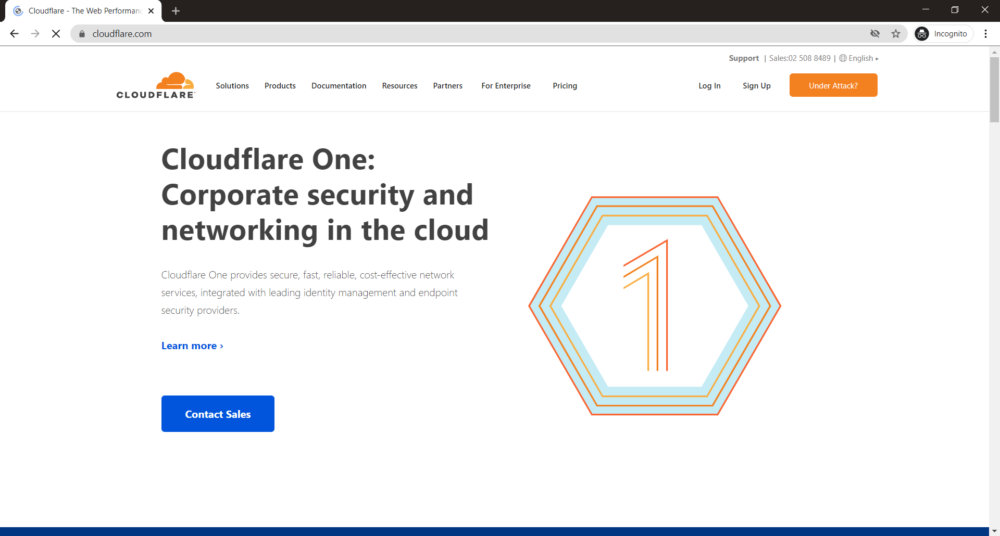 Cloudflare - The Web Performanc
cloudflare.com
Incognito
Support | Sales:02 508 8489 | English ▸
CLOUDFLARE
Solutions Products Documentation Resources Partners For Enterprise Pricing Log In Sign Up Under Attack?
Cloudflare One:
Corporate security and
networking in the cloud
Cloudflare One provides secure, fast, reliable, cost-effective network
services, integrated with leading identity management and endpoint
security providers.
Learn more ›
Contact Sales
1